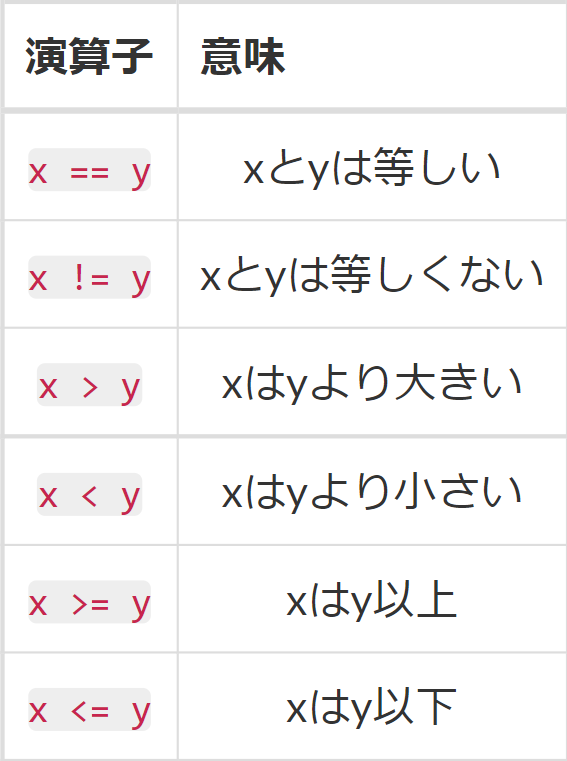 演算子 意味
x == y xとyは等しい
x != y xとyは等しくない
x > y xはyより大きい
x < y xはyより小さい
x >= y xはy以上
x <= y xはy以下